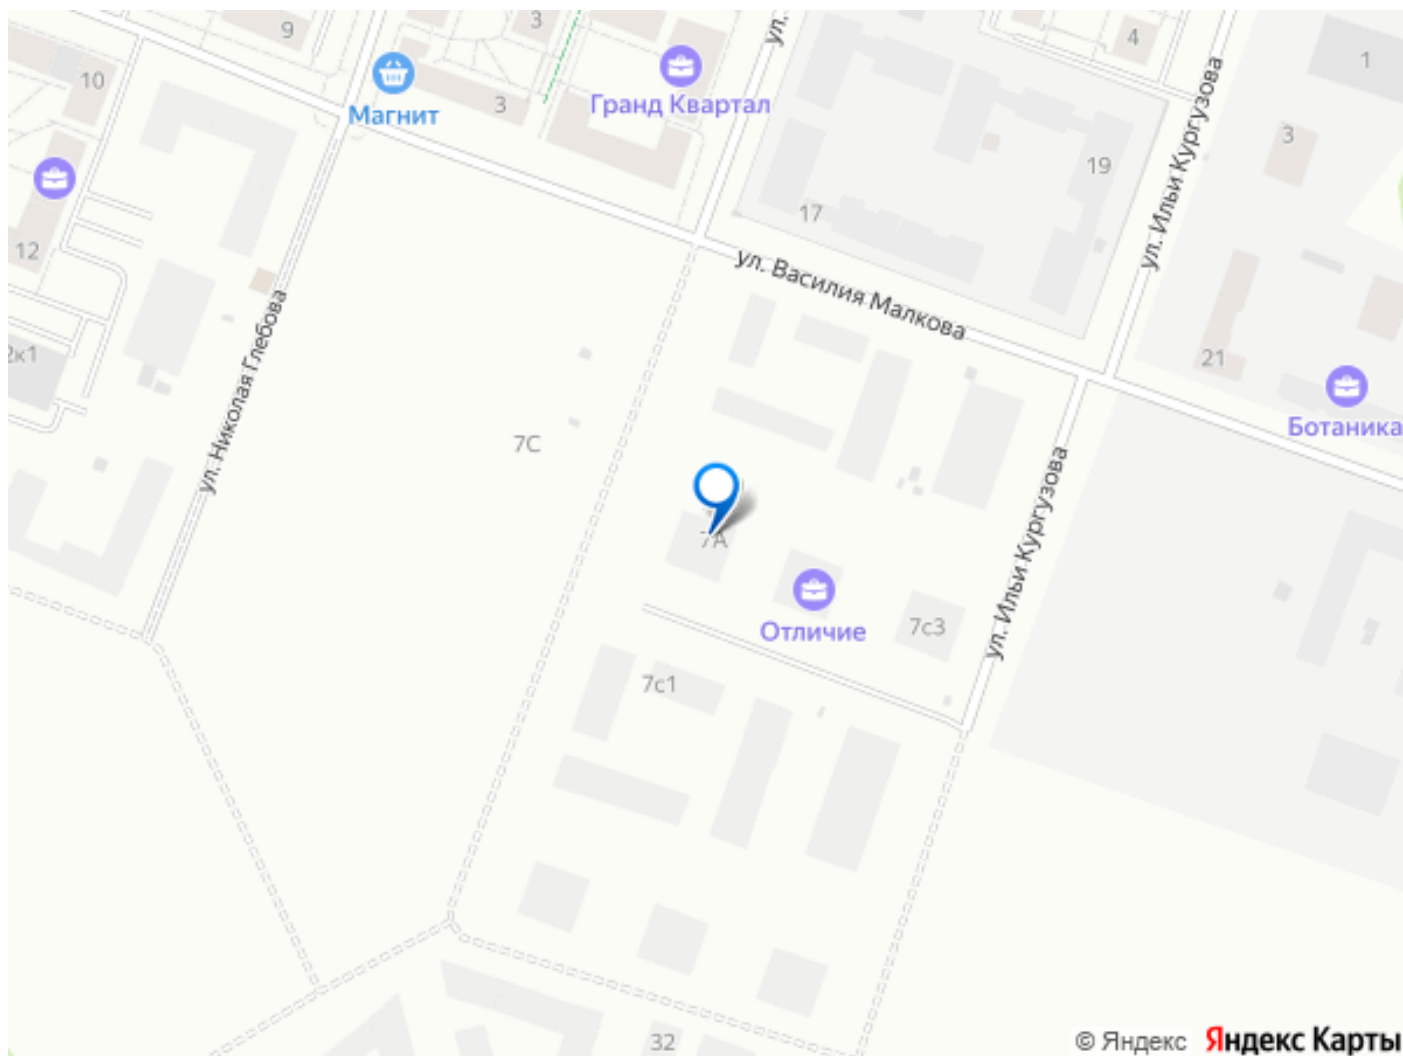 9
3
ул.
4
1
10
Магнит
3
Гранд Квартал
ул. Ильи Кургузова
3
19
17
12
ул. Василия Малкова
ул. Николая Глебова
2к1
21
Ботаника
7С
ул. Ильи Кургузова
7А
Отличие
7с3
7с1
32
© Яндекс Яндекс Карты